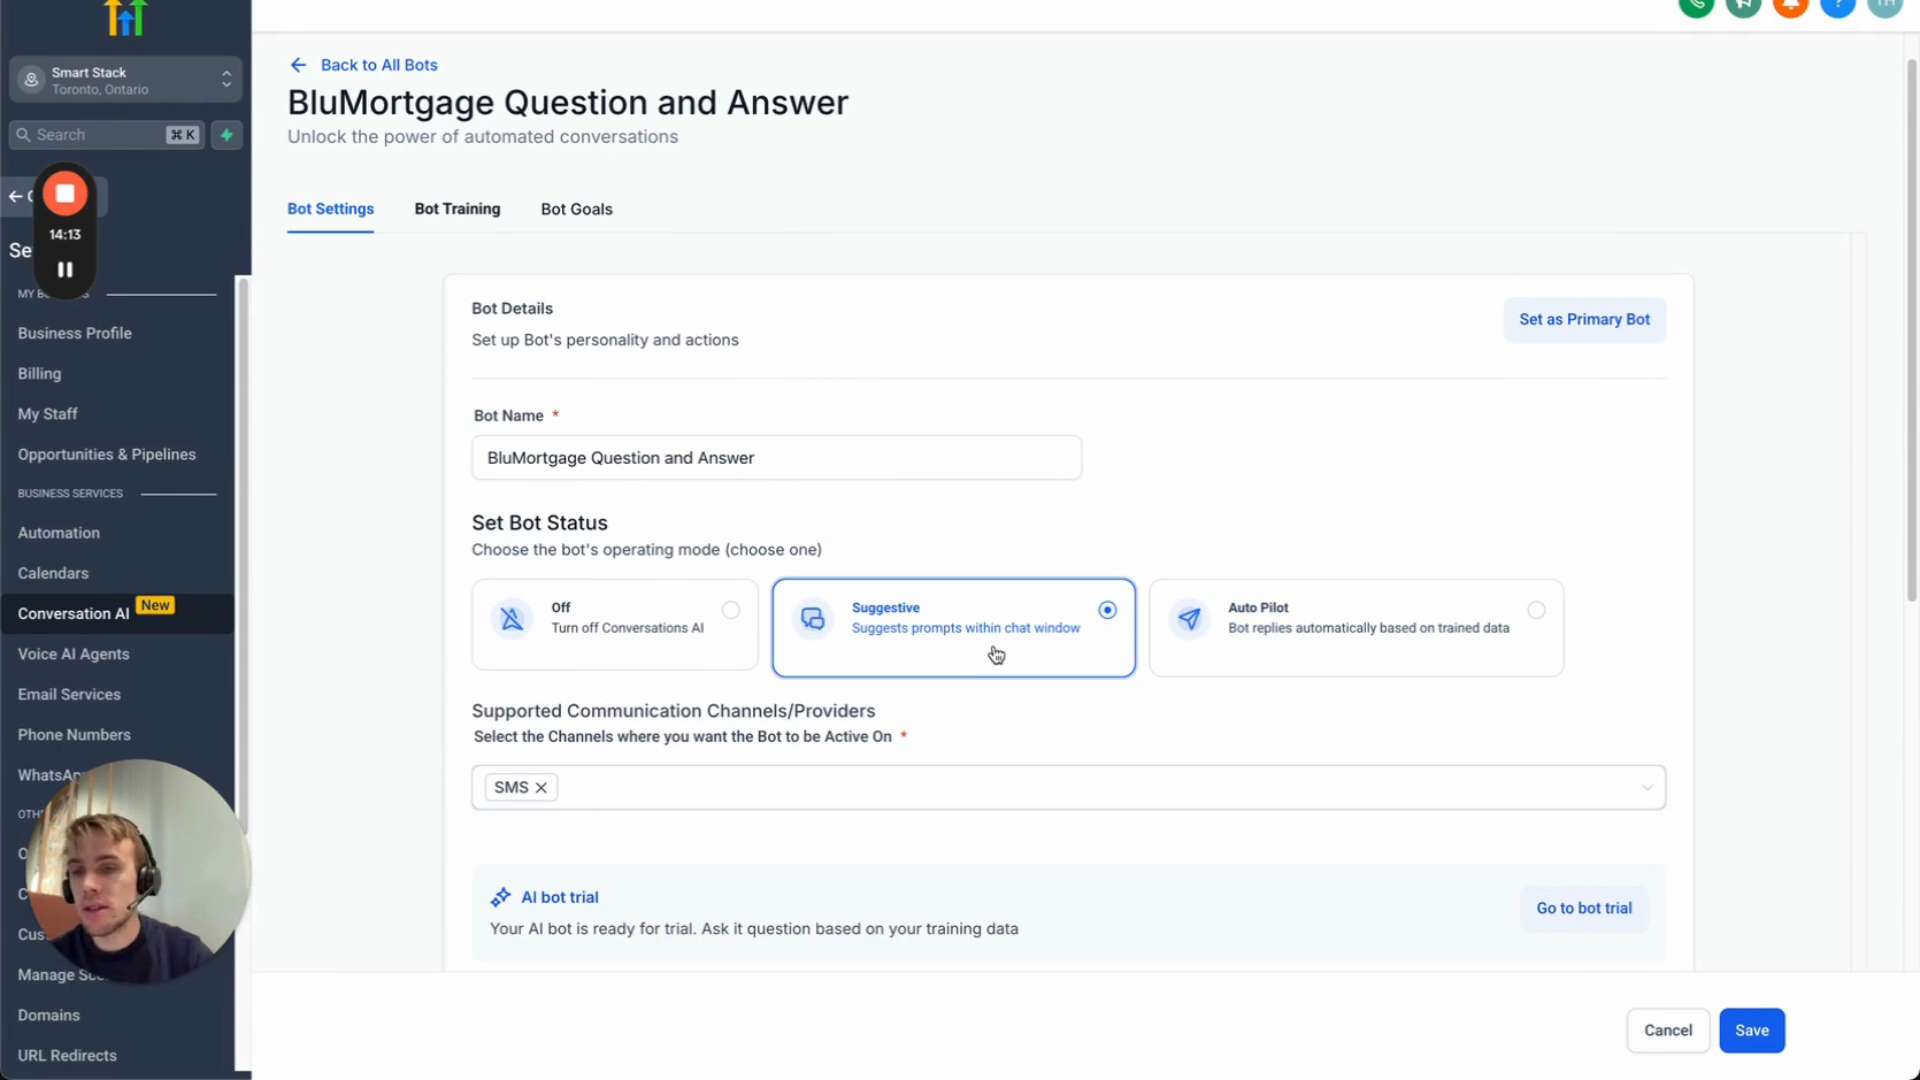 TH
Smart Stack
Toronto, Ontario
Search
⌘ K
14:13
Business Profile
Billing
My Staff
Opportunities & Pipelines
BUSINESS SERVICES
Automation
Calendars
Conversation AI
New
Voice AI Agents
Email Services
Phone Numbers
Manage
Domains
URL Redirects
Back to All Bots
BluMortgage Question and Answer
Unlock the power of automated conversations
Bot Settings
Bot Training
Bot Goals
Bot Details
Set up Bot's personality and actions
Set as Primary Bot
Bot Name *
BluMortgage Question and Answer
Set Bot Status
Choose the bot's operating mode (choose one)
Off
Turn off Conversations AI
Suggestive
Suggests prompts within chat window
Auto Pilot
Bot replies automatically based on trained data
Supported Communication Channels/Providers
Select the Channels where you want the Bot to be Active On *
SMS
AI bot trial
Your AI bot is ready for trial. Ask it question based on your training data
Go to bot trial
Cancel
Save